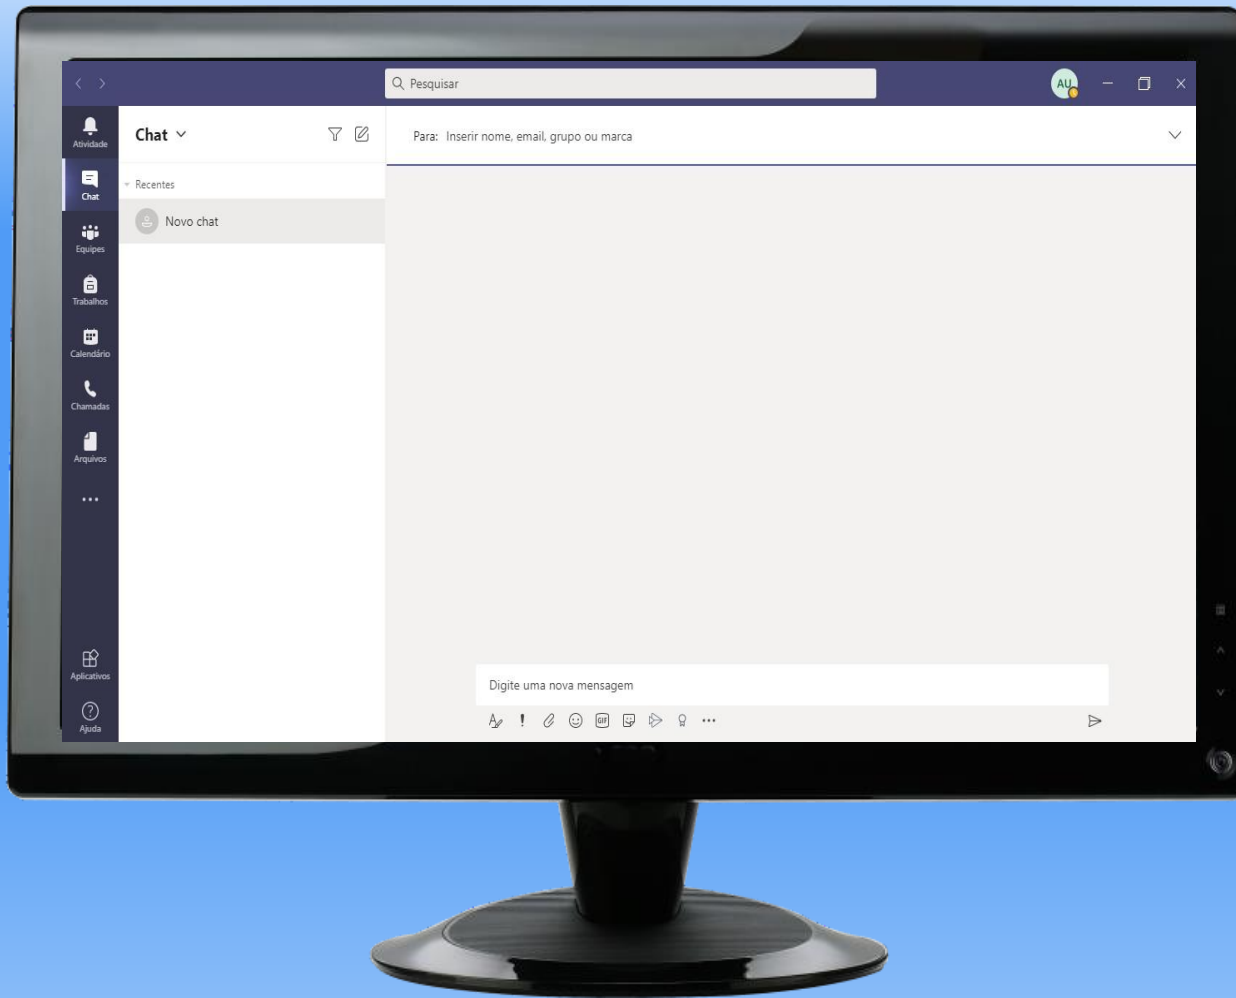 Pesquisar
AU
Atividade
Chat
Equipes
Trabalhos
Calendário
Chamadas
Arquivos
Aplicativos
Ajuda
Chat
Recentes
Novo chat
Para: Inserir nome, email, grupo ou marca
Digite uma nova mensagem
GIF